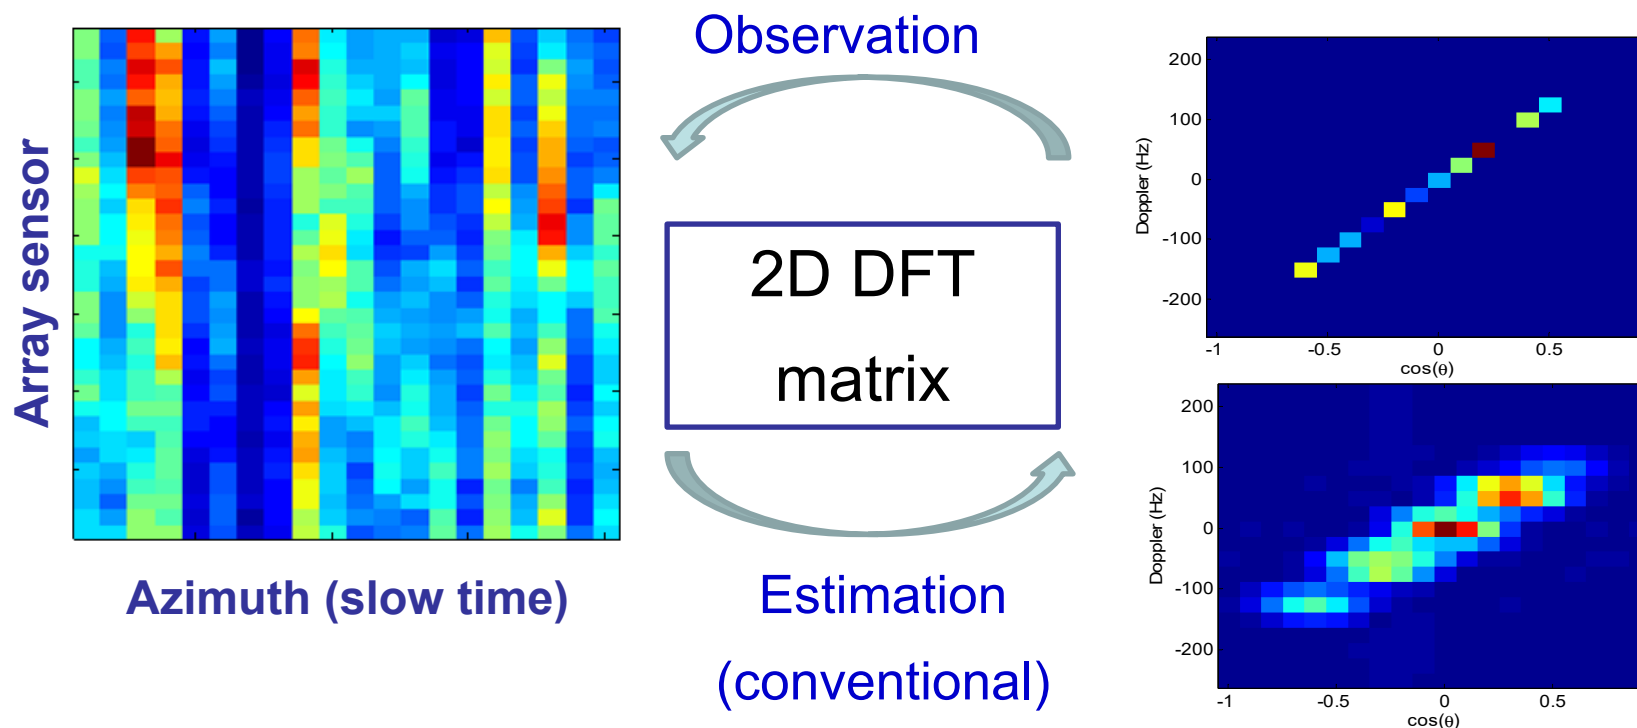 Observation
Array sensor
Azimuth (slow time)
2D DFT
matrix
Estimation
(conventional)
Doppler (Hz)
200
100
0
-100
-200
-1
-0.5
0
0.5
cos(θ)
Doppler (Hz)
200
100
0
-100
-200
-1
-0.5
0
0.5
cos(θ)